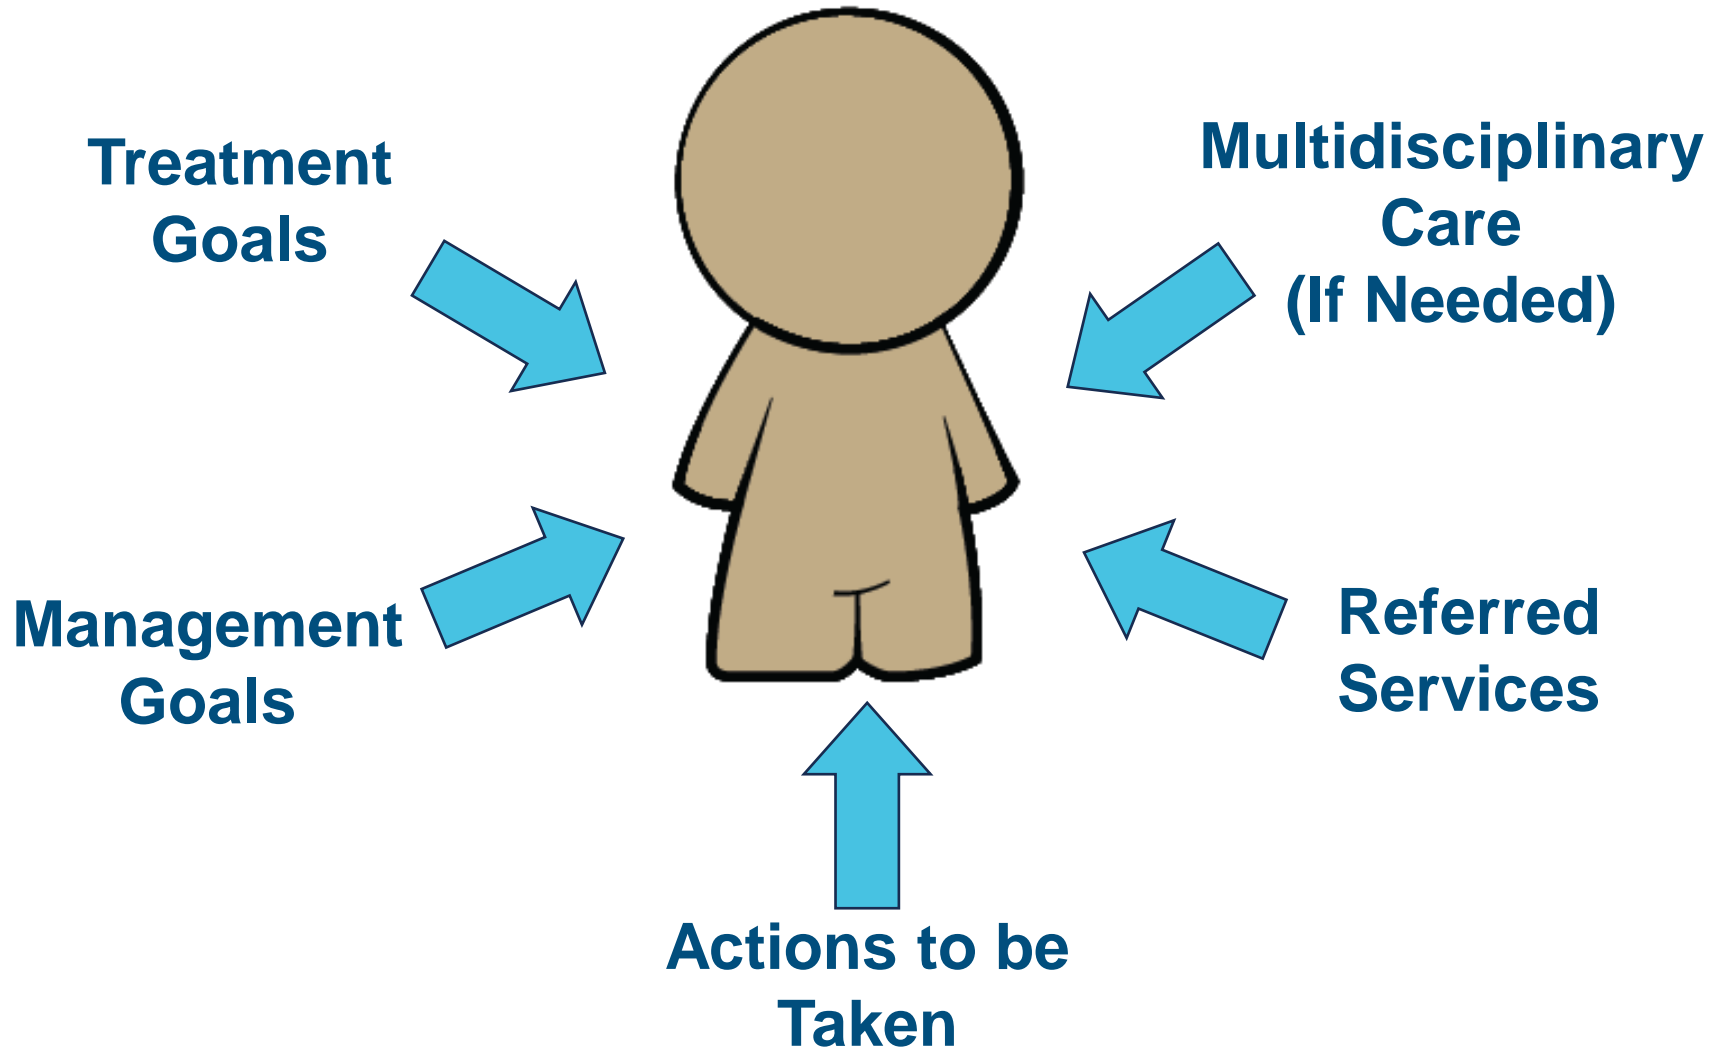 Treatment
Goals
Multidisciplinary
Care
(If Needed)
Management
Goals
Referred
Services
Actions to be
Taken